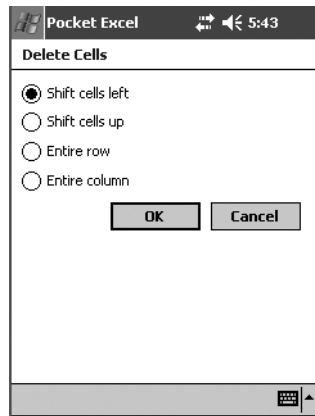 Pocket Excel 5:43
Delete Cells
Shift cells left
Shift cells up
Entire row
Entire column
OK Cancel